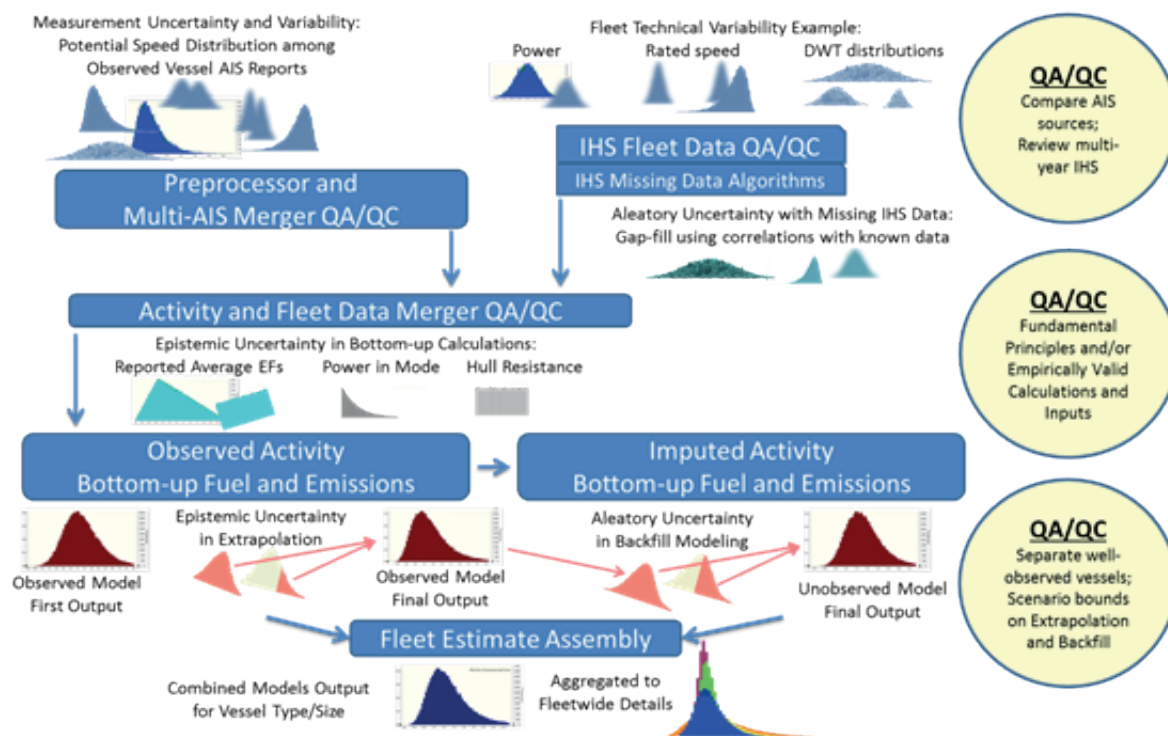 Measurement Uncertainty and Variability:
Potential Speed Distribution among
Observed Vessel AIS Reports
Fleet Technical Variability Example:
Power
Rated speed
DWT distributions
QA/QC
Compare AIS
sources;
Review multi-
year IHS
IHS Fleet Data QA/QC
IHS Missing Data Algorithms
Preprocessor and
Multi-AIS Merger QA/QC
Aleatory Uncertainty with Missing IHS Data:
Gap-fill using correlations with known data
Activity and Fleet Data Merger QA/QC
QA/QC
Fundamental
Principles and/or
Empirically Valid
Calculations and
Inputs
Epistemic Uncertainty in Bottom-up Calculations:
Reported Average EFs
Power in Mode
Hull Resistance
Observed Activity
Bottom-up Fuel and Emissions
Imputed Activity
Bottom-up Fuel and Emissions
QA/QC
Separate well-
observed vessels;
Scenario bounds
on Extrapolation
and Backfill
Epistemic Uncertainty
in Extrapolation
Aleatory Uncertainty
in Backfill Modeling
Observed Model
First Output
Observed Model
Final Output
Unobserved Model
Final Output
Fleet Estimate Assembly
Combined Models Output
for Vessel Type/Size
Aggregated to
Fleetwide Details